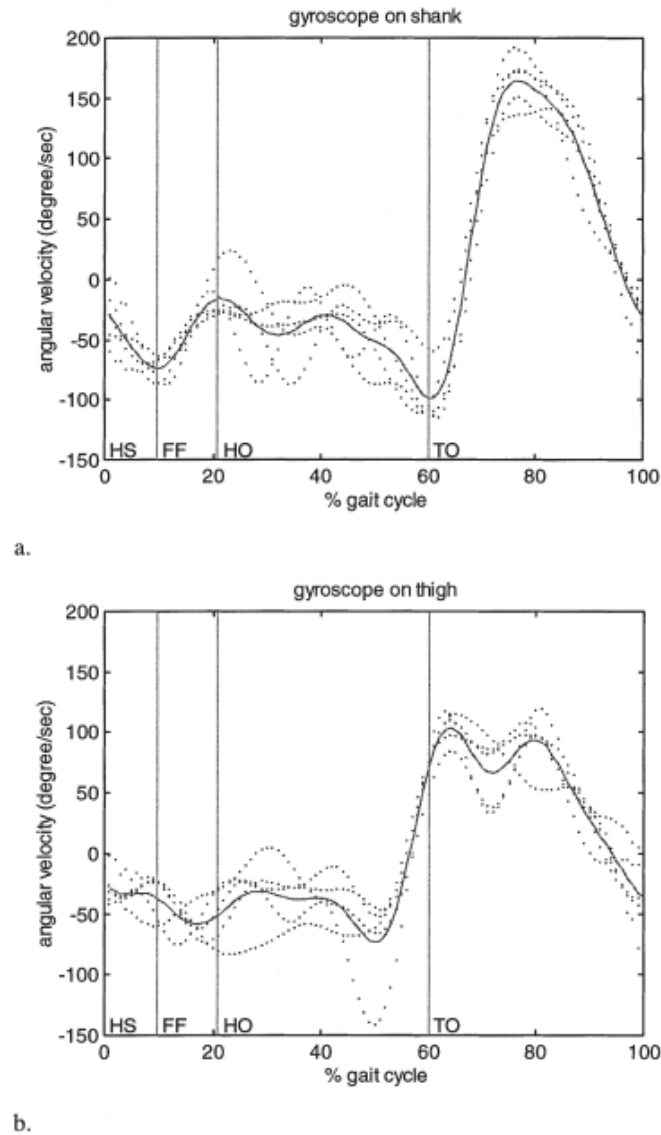 gyroscope on shank
200
150
100
50
0
-50
-100
-150
angular velocity (degree/sec)
HS FF HO TO
0 20 40 60 80 100
% gait cycle
a.
gyroscope on thigh
200
150
100
50
0
-50
-100
-150
angular velocity (degree/sec)
HS FF HO TO
0 20 40 60 80 100
% gait cycle
b.